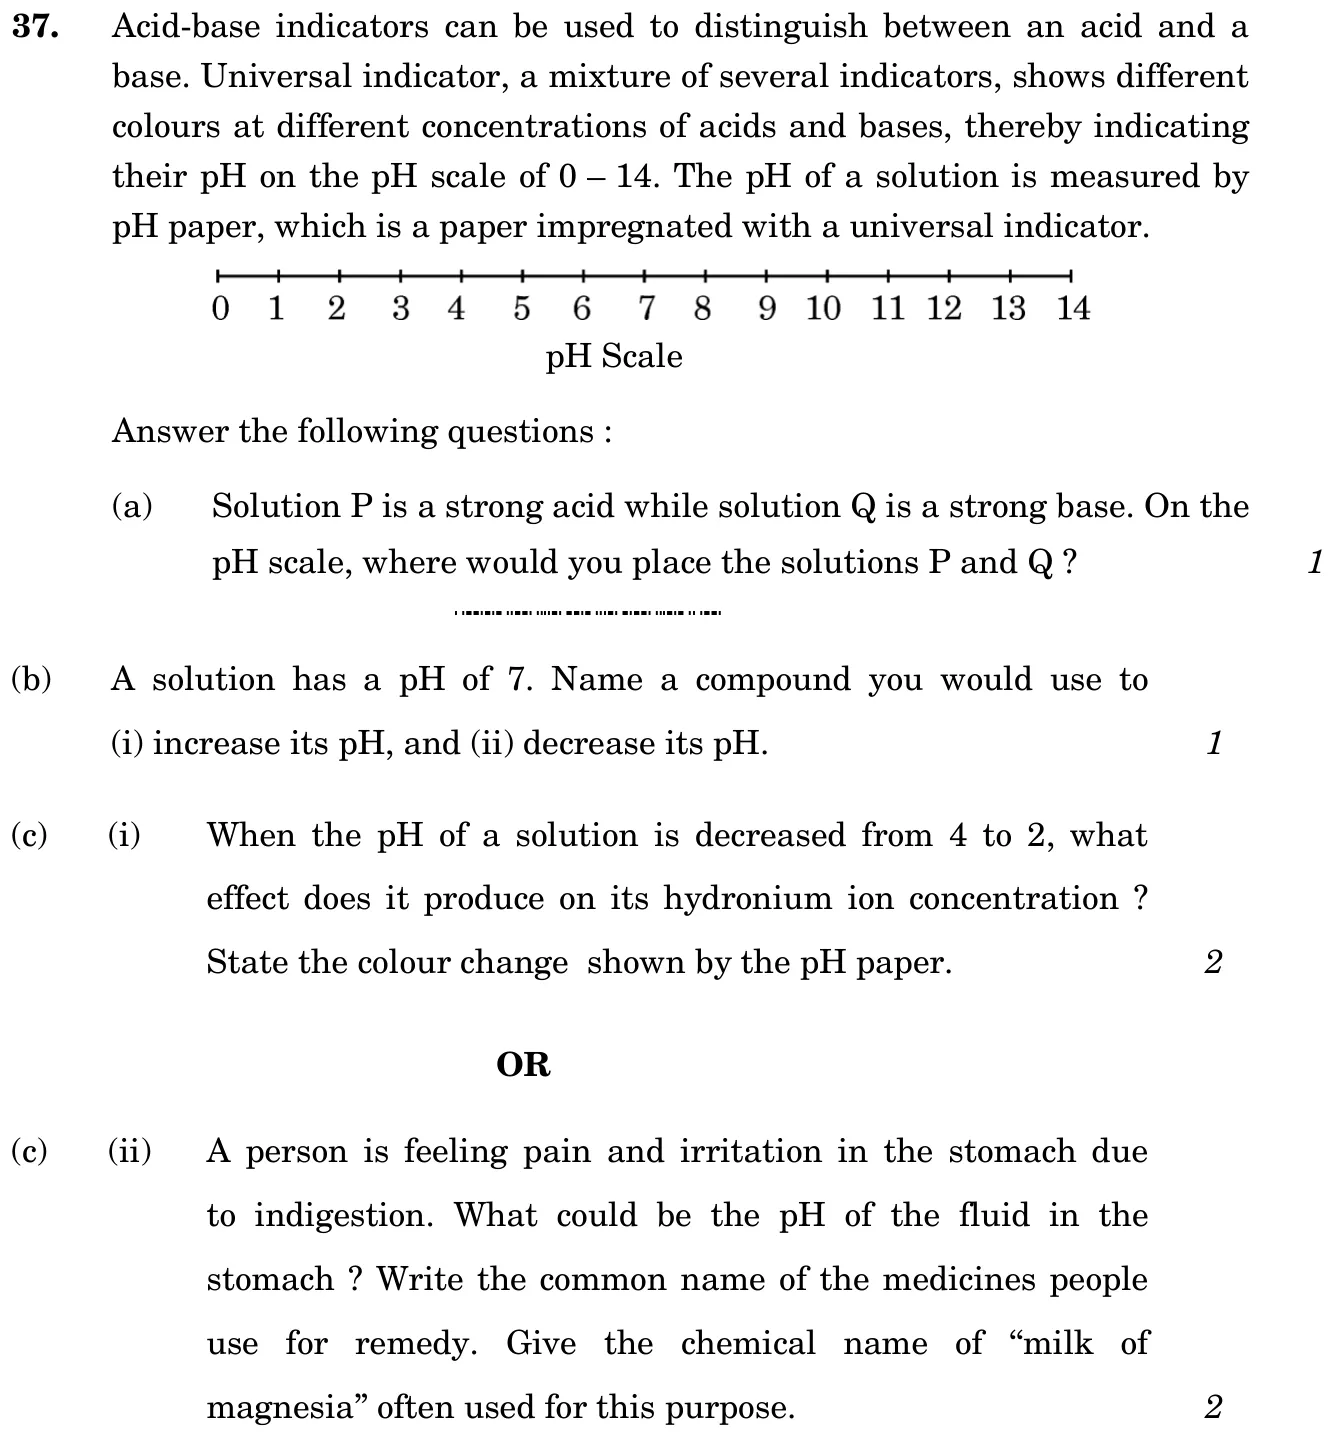 37. Acid-base indicators can be used to distinguish between an acid and a
base. Universal indicator, a mixture of several indicators, shows different
colours at different concentrations of acids and bases, thereby indicating
their pH on the pH scale of 0 – 14. The pH of a solution is measured by
pH paper, which is a paper impregnated with a universal indicator.
0 1 2 3 4 5 6 7 8 9 10 11 12 13 14
pH Scale
Answer the following questions :
(a) Solution P is a strong acid while solution Q is a strong base. On the
pH scale, where would you place the solutions P and Q ? 1
(b) A solution has a pH of 7. Name a compound you would use to
(i) increase its pH, and (ii) decrease its pH. 1
(c) (i) When the pH of a solution is decreased from 4 to 2, what
effect does it produce on its hydronium ion concentration ?
State the colour change shown by the pH paper. 2
OR
(c) (ii) A person is feeling pain and irritation in the stomach due
to indigestion. What could be the pH of the fluid in the
stomach ? Write the common name of the medicines people
use for remedy. Give the chemical name of “milk of
magnesia” often used for this purpose. 2